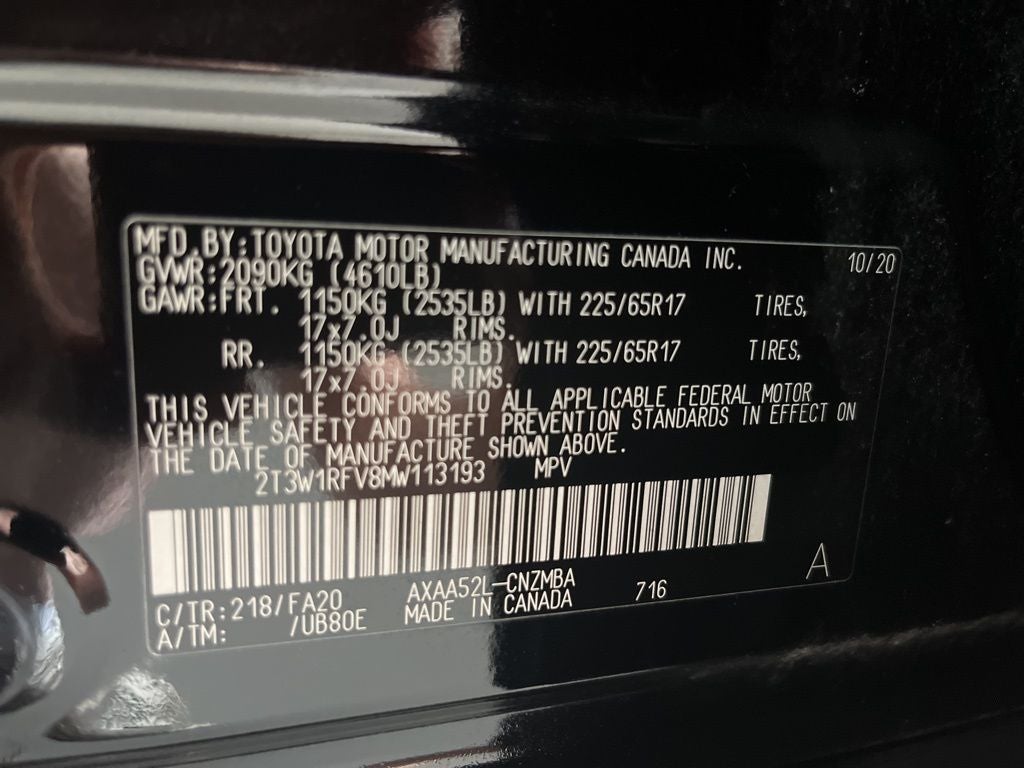 MFD.BY:TOYOTA MOTOR MANUFACTURING CANADA INC. 10/20
GVWR:2090KG (4610LB)
GAWR:FRT. 1150KG (2535LB) WITH 225/65R17 TIRES,
17x7.0J RIMS.
RR. 1150KG (2535LB) WITH 225/65R17 TIRES,
17x7.0J RIMS.
THIS VEHICLE CONFORMS TO ALL APPLICABLE FEDERAL MOTOR
VEHICLE SAFETY AND THEFT PREVENTION STANDARDS IN EFFECT ON
THE DATE OF MANUFACTURE SHOWN ABOVE.
2T3W1RFV8MW113193 MPV
A
C/TR:218/FA20 AXAA52L-CNZMBA 716
A/TM: /UB80E MADE IN CANADA